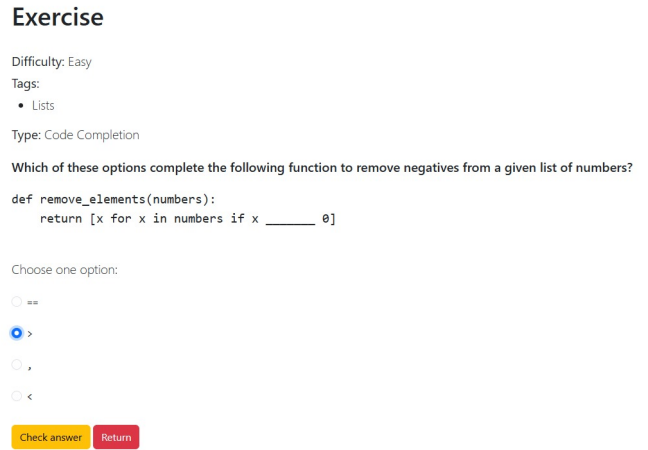 Exercise
Difficulty: Easy
Tags:
• Lists
Type: Code Completion
Which of these options complete the following function to remove negatives from a given list of numbers?
def remove_elements(numbers):
    return [x for x in numbers if x _______ 0]
Choose one option:
==
>
,
<
Check answer Return